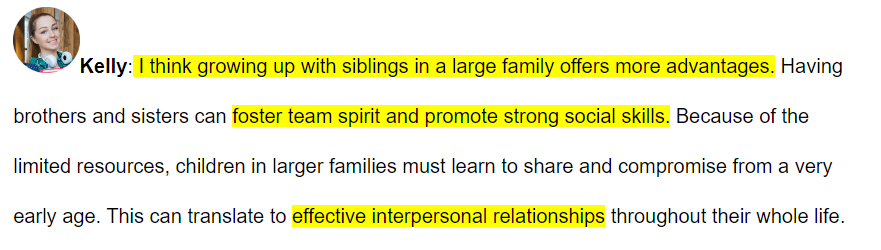 Kelly: I think growing up with siblings in a large family offers more advantages. Having
brothers and sisters can foster team spirit and promote strong social skills. Because of the
limited resources, children in larger families must learn to share and compromise from a very
early age. This can translate to effective interpersonal relationships throughout their whole life.